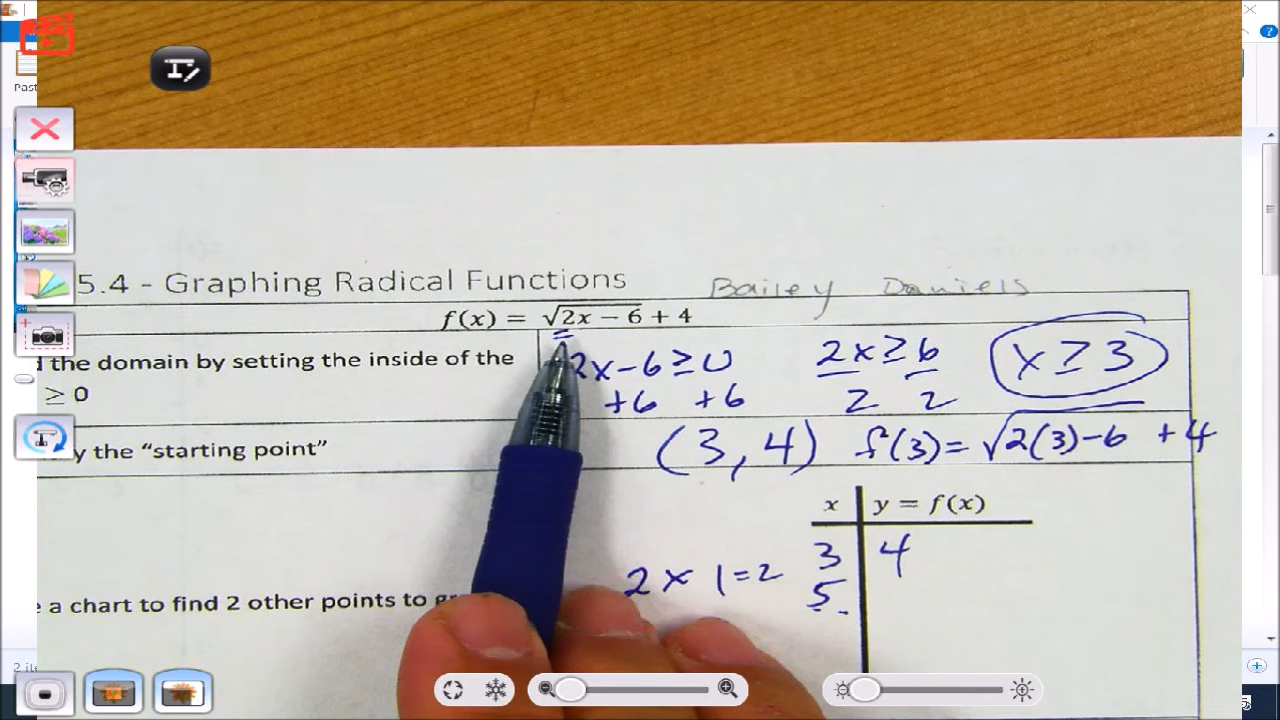 Past
5.4 - Graphing Radical Functions Bailey Daniels
f(x) = √2x − 6 + 4
the domain by setting the inside of the
≥ 0
2x-6 ≥ 0 2x ≥ 6 x ≥ 3
+6 +6 2 2
y the "starting point" (3, 4) f(3) = √2(3)-6 +4
x y = f(x)
3 4
2 x 1 = 2 5
a chart to find 2 other points to